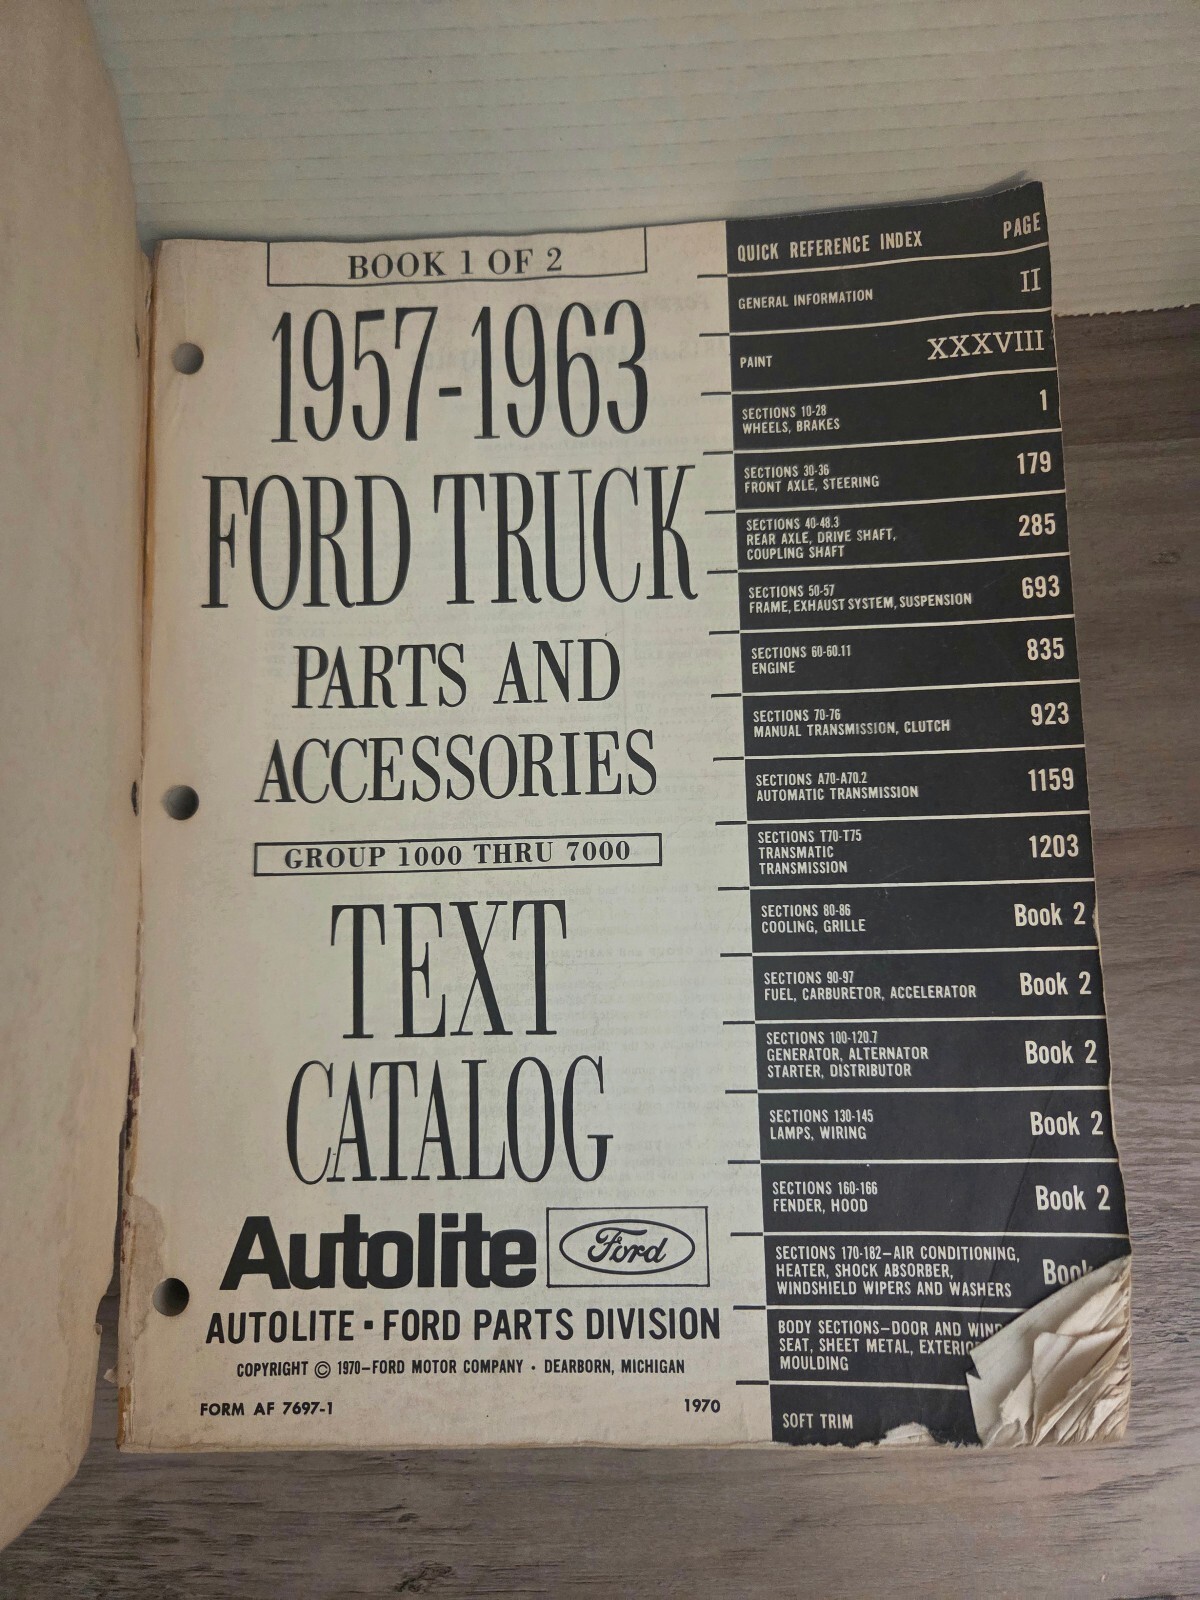 BOOK 1 OF 2
1957-1963
FORD TRUCK
PARTS AND
ACCESSORIES
GROUP 1000 THRU 7000
TEXT
CATALOG
Autolite Ford
AUTOLITE • FORD PARTS DIVISION
COPYRIGHT © 1970–FORD MOTOR COMPANY • DEARBORN, MICHIGAN
FORM AF 7697-1 1970
QUICK REFERENCE INDEX PAGE
GENERAL INFORMATION II
PAINT XXXVIII
SECTIONS 10-28 1
WHEELS, BRAKES
SECTIONS 30-36 179
FRONT AXLE, STEERING
SECTIONS 40-48.3 285
REAR AXLE, DRIVE SHAFT,
COUPLING SHAFT
SECTIONS 50-57 693
FRAME, EXHAUST SYSTEM, SUSPENSION
SECTIONS 60-60.11 835
ENGINE
SECTIONS 70-76 923
MANUAL TRANSMISSION, CLUTCH
SECTIONS A70-A70.2 1159
AUTOMATIC TRANSMISSION
SECTIONS T70-T75 1203
TRANSMATIC
TRANSMISSION
SECTIONS 80-86 Book 2
COOLING, GRILLE
SECTIONS 90-97 Book 2
FUEL, CARBURETOR, ACCELERATOR
SECTIONS 100-120.7 Book 2
GENERATOR, ALTERNATOR
STARTER, DISTRIBUTOR
SECTIONS 130-145 Book 2
LAMPS, WIRING
SECTIONS 160-166 Book 2
FENDER, HOOD
SECTIONS 170-182–AIR CONDITIONING,
HEATER, SHOCK ABSORBER, Book
WINDSHIELD WIPERS AND WASHERS
BODY SECTIONS–DOOR AND
SEAT, SHEET METAL,
MOULDING
SOFT TRIM